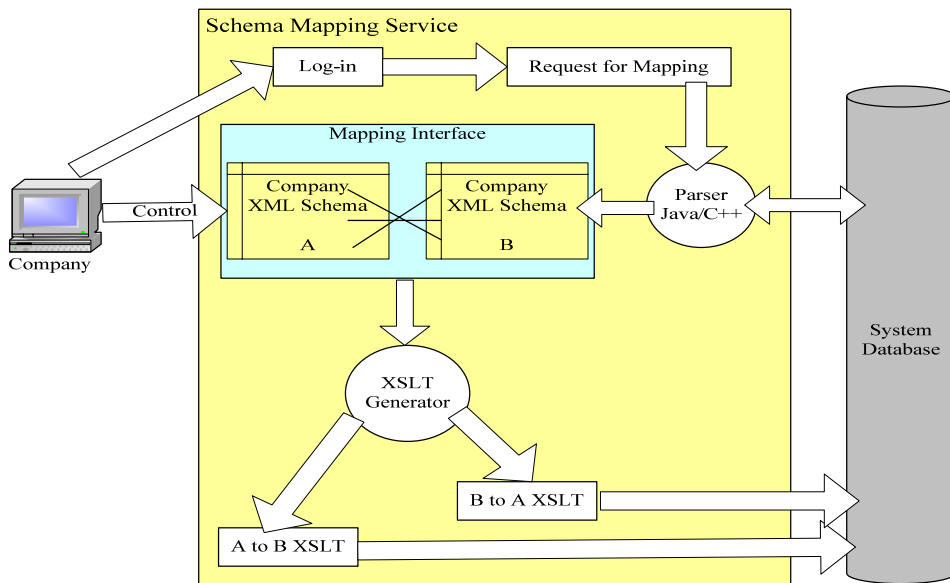 Schema Mapping Service
Log-in
Request for Mapping
Mapping Interface
Company
XML Schema
A
Company
XML Schema
B
Parser
Java/C++
Control
Company
System
Database
XSLT
Generator
B to A XSLT
A to B XSLT